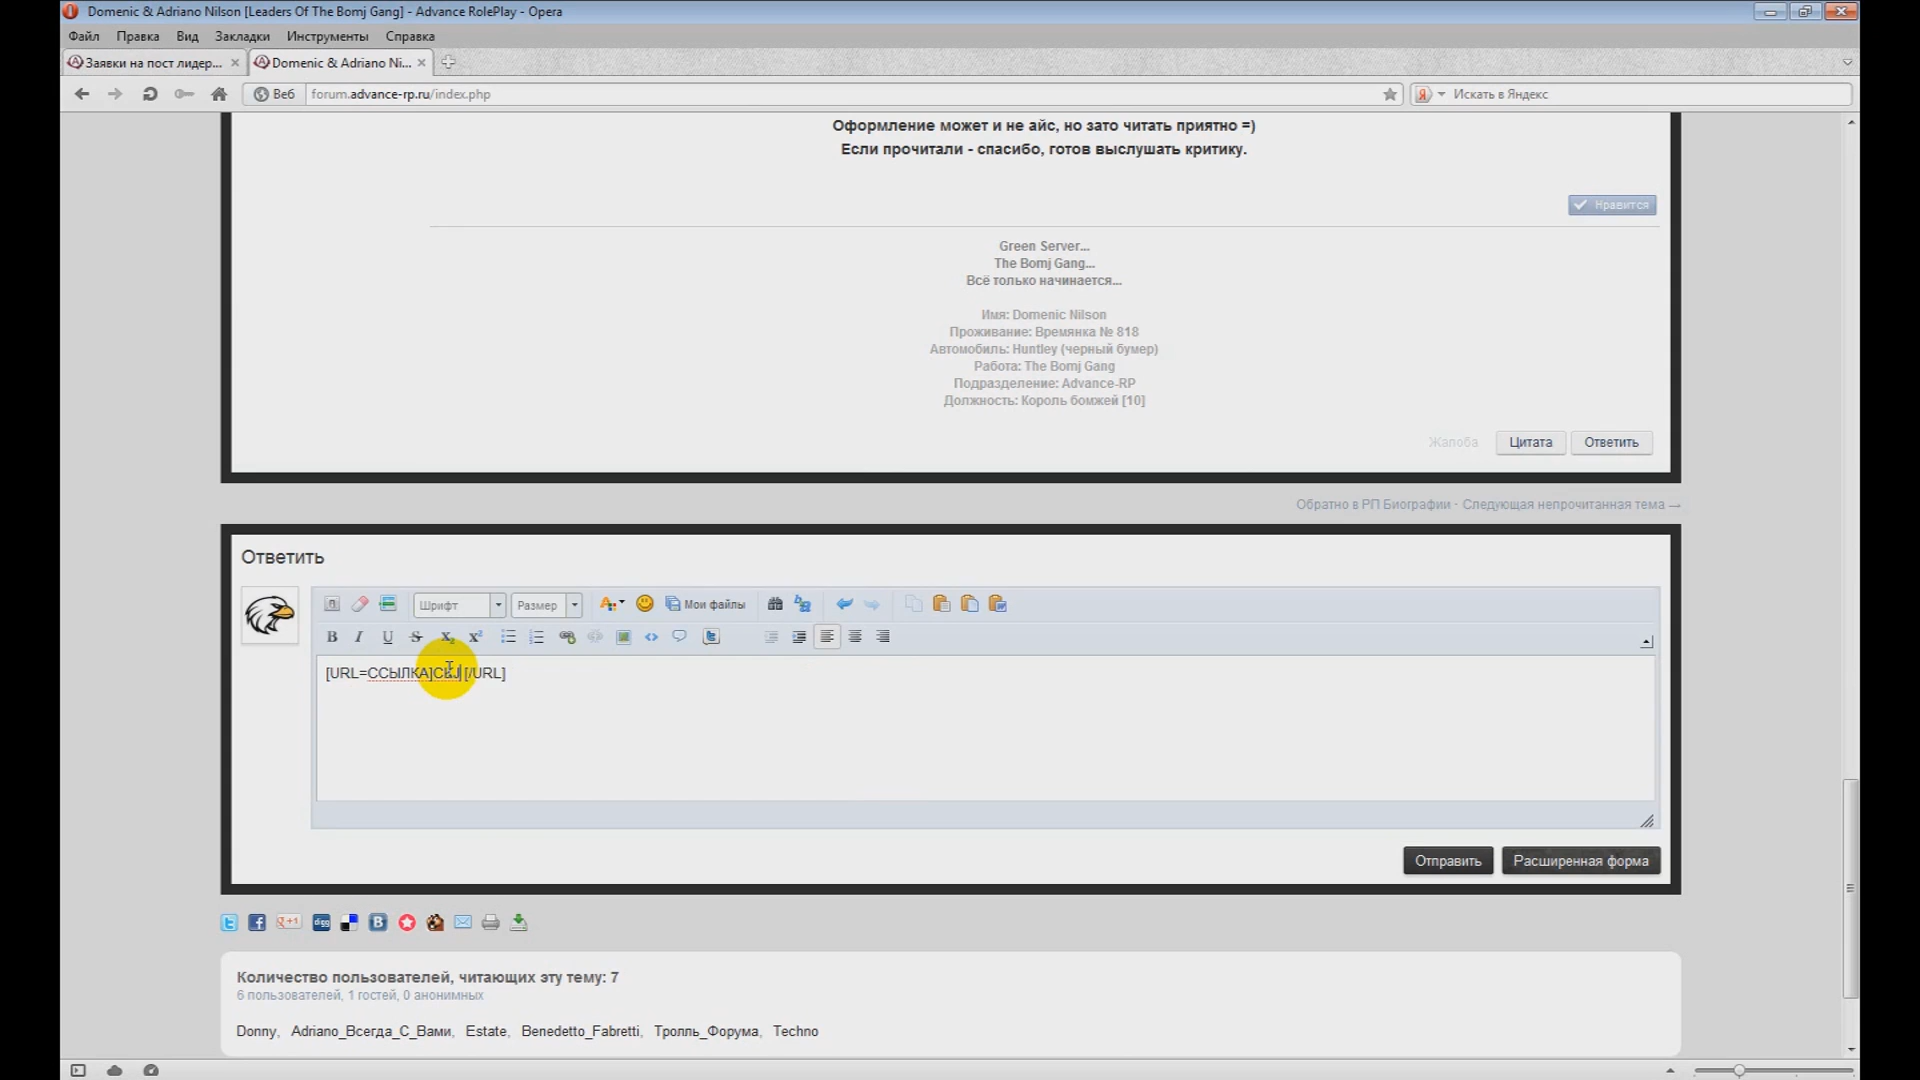 Domenic & Adriano Nilson [Leaders Of The Bomj Gang] - Advance RolePlay - Opera
Файл Правка Вид Закладки Инструменты Справка
Заявки на пост лидер... Domenic & Adriano Ni...
Веб forum.advance-rp.ru/index.php Искать в Яндекс
Оформление может и не айс, но зато читать приятно =)
Если прочитали - спасибо, готов выслушать критику.
Нравится
Green Server...
The Bomj Gang...
Всё только начинается...
Имя: Domenic Nilson
Проживание: Времянка № 818
Автомобиль: Huntley (черный бумер)
Работа: The Bomj Gang
Подразделение: Advance-RP
Должность: Король бомжей [10]
Жалоба Цитата Ответить
Обратно в РП Биографии - Следующая непрочитанная тема →
Ответить
Шрифт Размер Мои файлы
[URL=ССЫЛКА] [/URL]
Отправить Расширенная форма
Количество пользователей, читающих эту тему: 7
6 пользователей, 1 гостей, 0 анонимных
Donny, Adriano_Всегда_С_Вами, Estate, Benedetto_Fabretti, Тролль_Форума, Techno